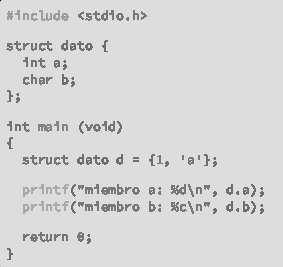 #include <stdio.h>
struct dato {
int a;
char b;
};
int main (void)
{
struct dato d = {1, 'a'};
printf("miembro a: %d\n", d.a);
printf("miembro b: %c\n", d.b);
return 0;
}